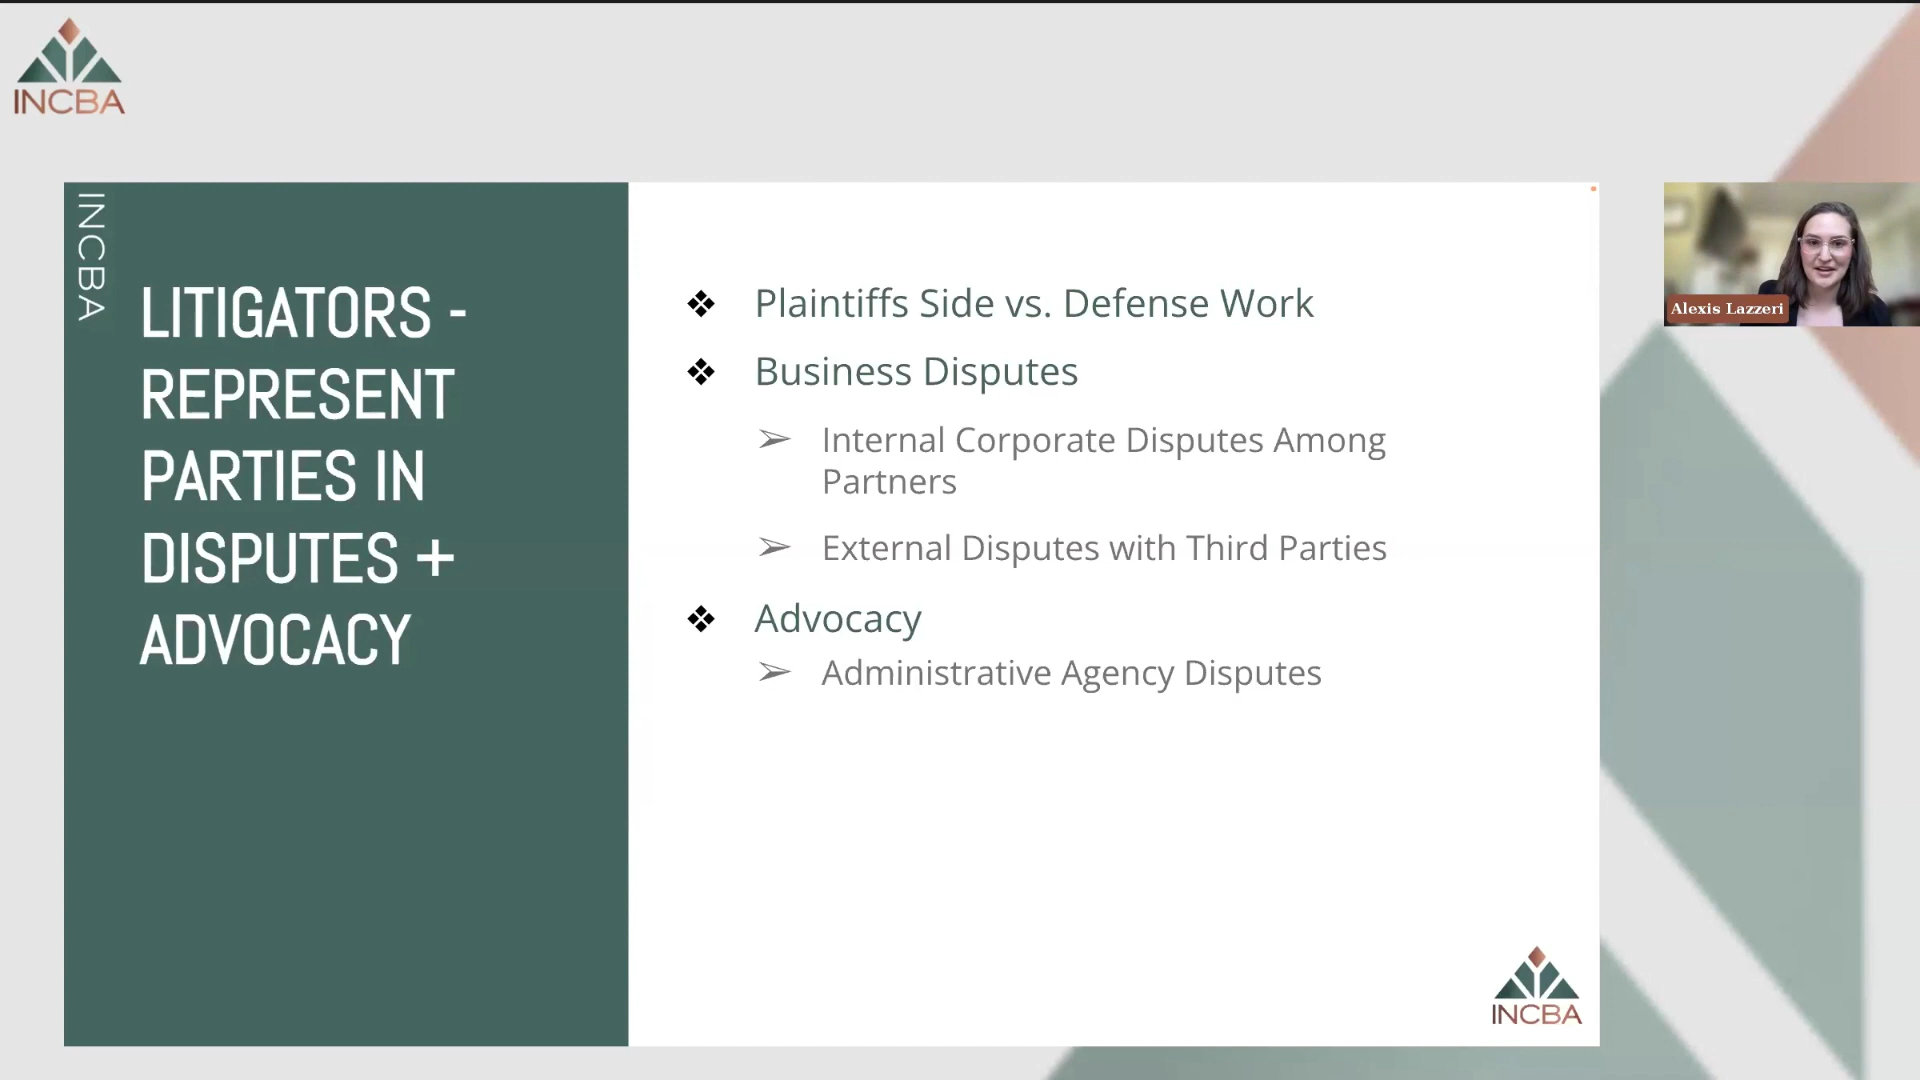 INCBA
INCBA
LITIGATORS -
REPRESENT
PARTIES IN
DISPUTES +
ADVOCACY
Plaintiffs Side vs. Defense Work
Business Disputes
Internal Corporate Disputes Among
Partners
External Disputes with Third Parties
Advocacy
Administrative Agency Disputes
INCBA
Alexis Lazzeri